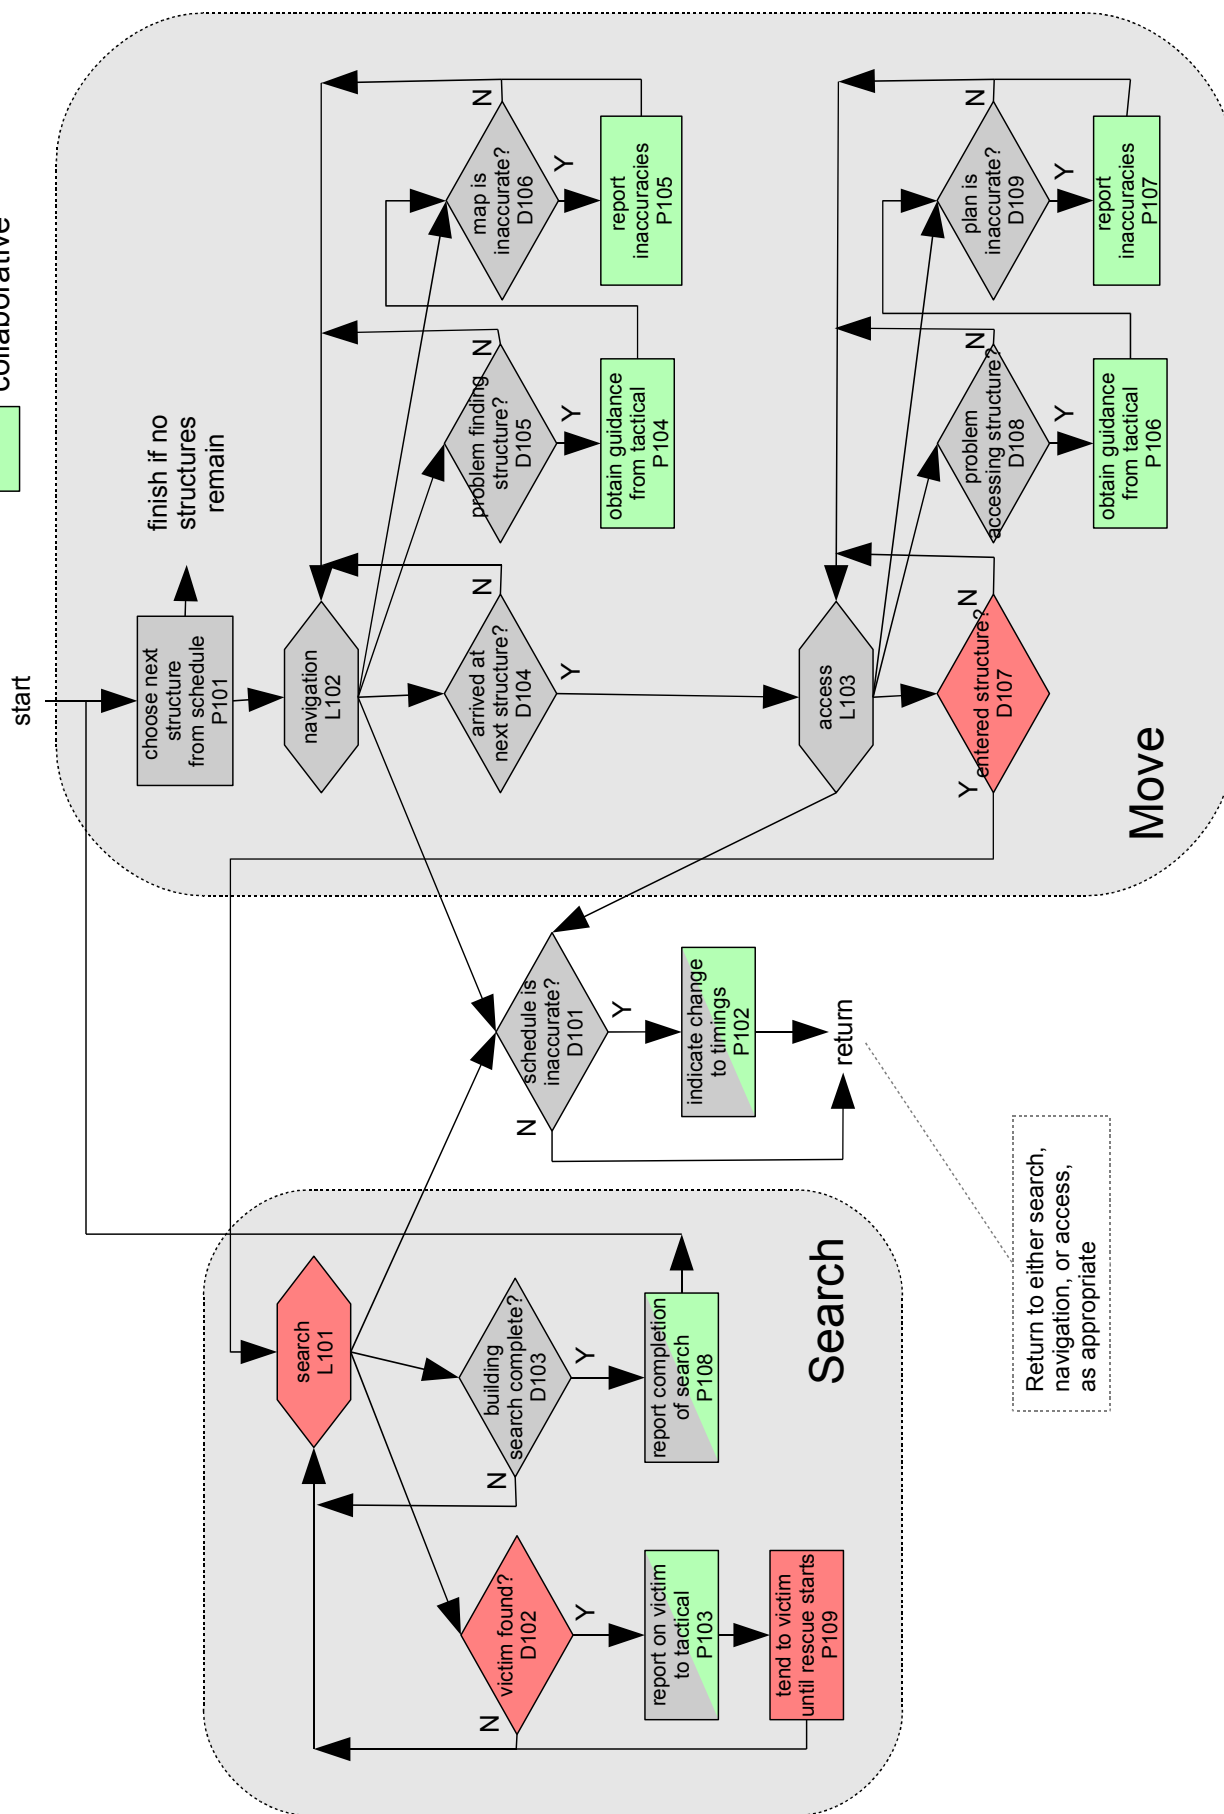 collaborative
start
choose next
structure
from schedule
P101
finish if no
structures
remain
navigation
L102
arrived at
next structure?
D104
N
Y
problem finding
structure?
D105
N
Y
obtain guidance
from tactical
P104
map is
inaccurate?
D106
N
Y
report
inaccuracies
P105
access
L103
entered structure?
D107
Y
N
problem
accessing structure?
D108
N
Y
obtain guidance
from tactical
P106
plan is
inaccurate?
D109
N
Y
report
inaccuracies
P107
Move
schedule is
inaccurate?
D101
N
Y
indicate change
to timings
P102
return
Return to either search,
navigation, or access,
as appropriate
search
L101
victim found?
D102
N
Y
report on victim
to tactical
P103
tend to victim
until rescue starts
P109
building
search complete?
D103
N
Y
report completion
of search
P108
Search